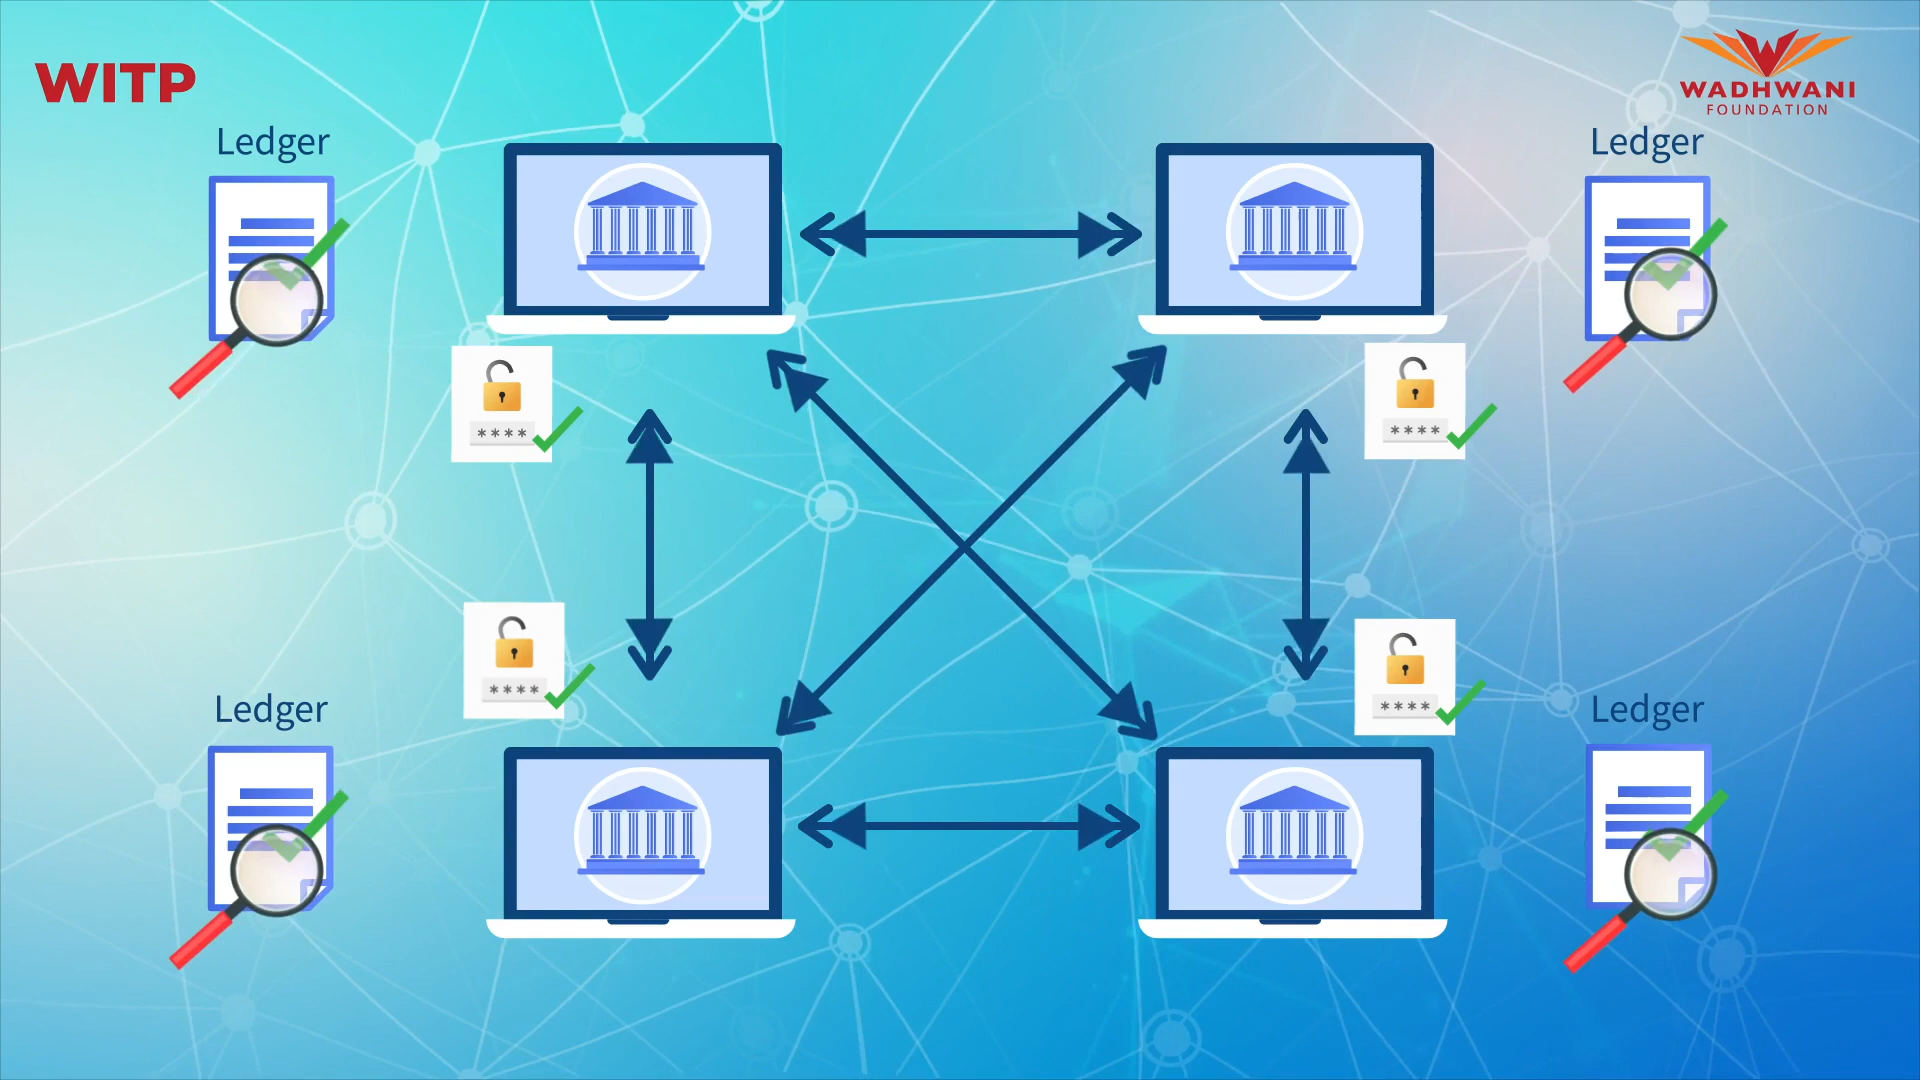 WITP
WADHWANI
FOUNDATION
Ledger
Ledger
****
****
****
****
Ledger
Ledger